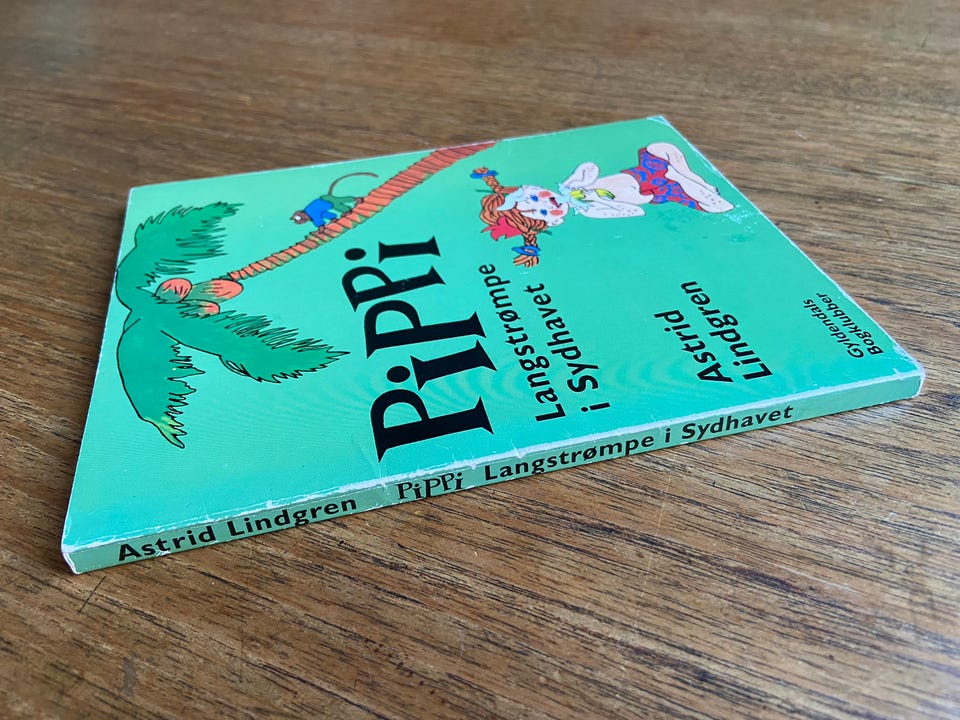 PiPPi
Langstrømpe
i Sydhavet
Astrid
Lindgren
Gyldendals
Bogklubber
Astrid Lindgren PiPPi Langstrømpe i Sydhavet